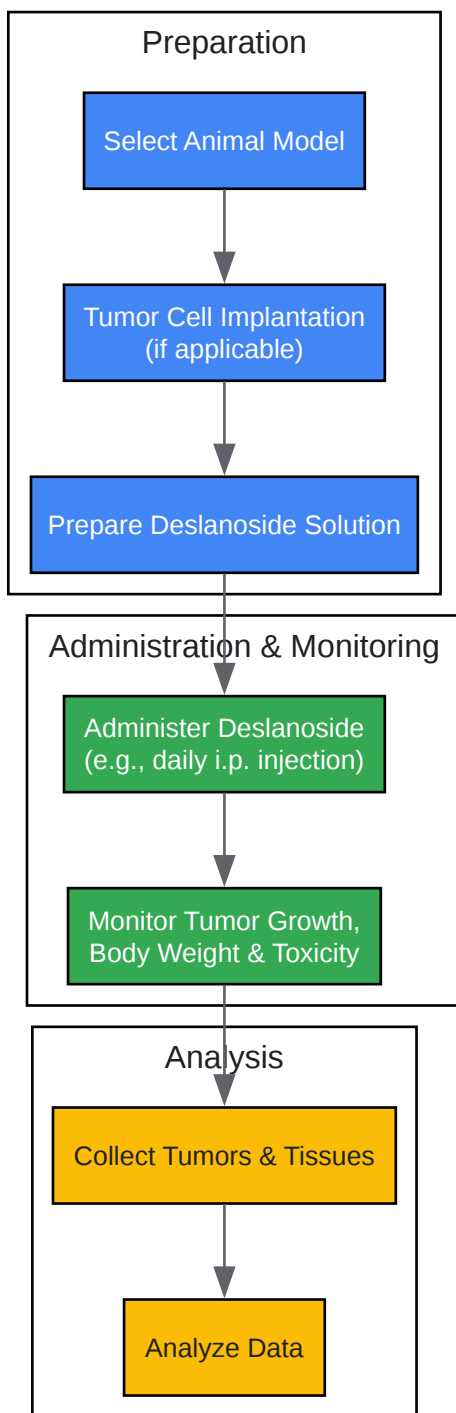 Preparation
Select Animal Model
Tumor Cell Implantation
(if applicable)
Prepare Deslanoside Solution
Administration & Monitoring
Administer Deslanoside
(e.g., daily i.p. injection)
Monitor Tumor Growth,
Body Weight & Toxicity
Analysis
Collect Tumors & Tissues
Analyze Data